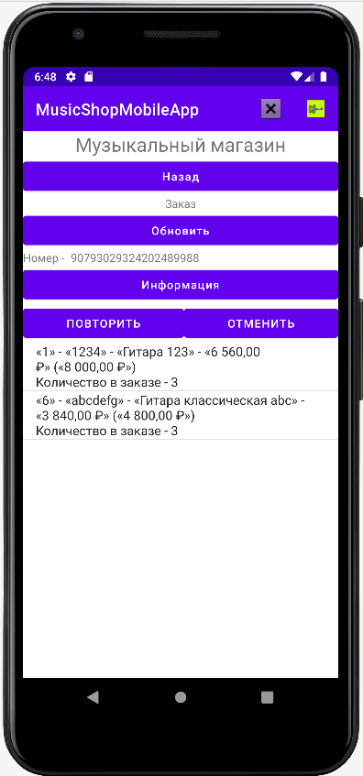 6:48
MusicShopMobileApp
Музыкальный магазин
Назад
Заказ
Обновить
Номер - 90793029324202489988
Информация
ПОВТОРИТЬ ОТМЕНИТЬ
«1» - «1234» - «Гитара 123» - «6 560,00
₽» («8 000,00 ₽»)
Количество в заказе - 3
«6» - «abcdefg» - «Гитара классическая abc» -
«3 840,00 ₽» («4 800,00 ₽»)
Количество в заказе - 3